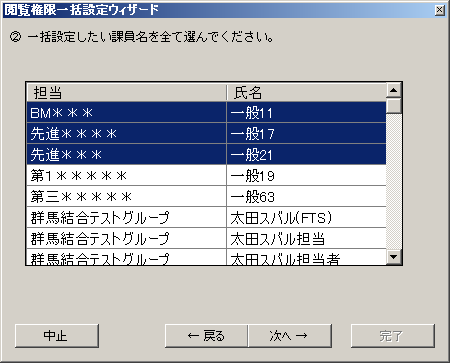 閲覧権限一括設定ウィザード
② 一括設定したい課員名を全て選んでください。
担当 氏名
BM＊＊＊ 一般11
先進＊＊＊＊ 一般17
先進＊＊＊ 一般21
第1＊＊＊＊＊ 一般19
第三＊＊＊＊＊ 一般63
群馬結合テストグループ 太田スバル(FTS)
群馬結合テストグループ 太田スバル担当
群馬結合テストグループ 太田スバル担当者
中止 ← 戻る 次へ → 完了